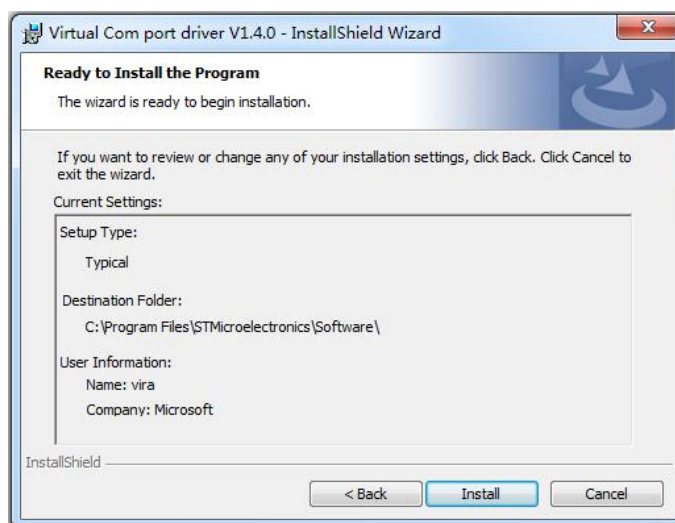 Virtual Com port driver V1.4.0 - InstallShield Wizard
Ready to Install the Program
The wizard is ready to begin installation.
If you want to review or change any of your installation settings, click Back. Click Cancel to
exit the wizard.
Current Settings:
Setup Type:
Typical
Destination Folder:
C:\Program Files\STMicroelectronics\Software\
User Information:
Name: vira
Company: Microsoft
InstallShield
< Back
Install
Cancel